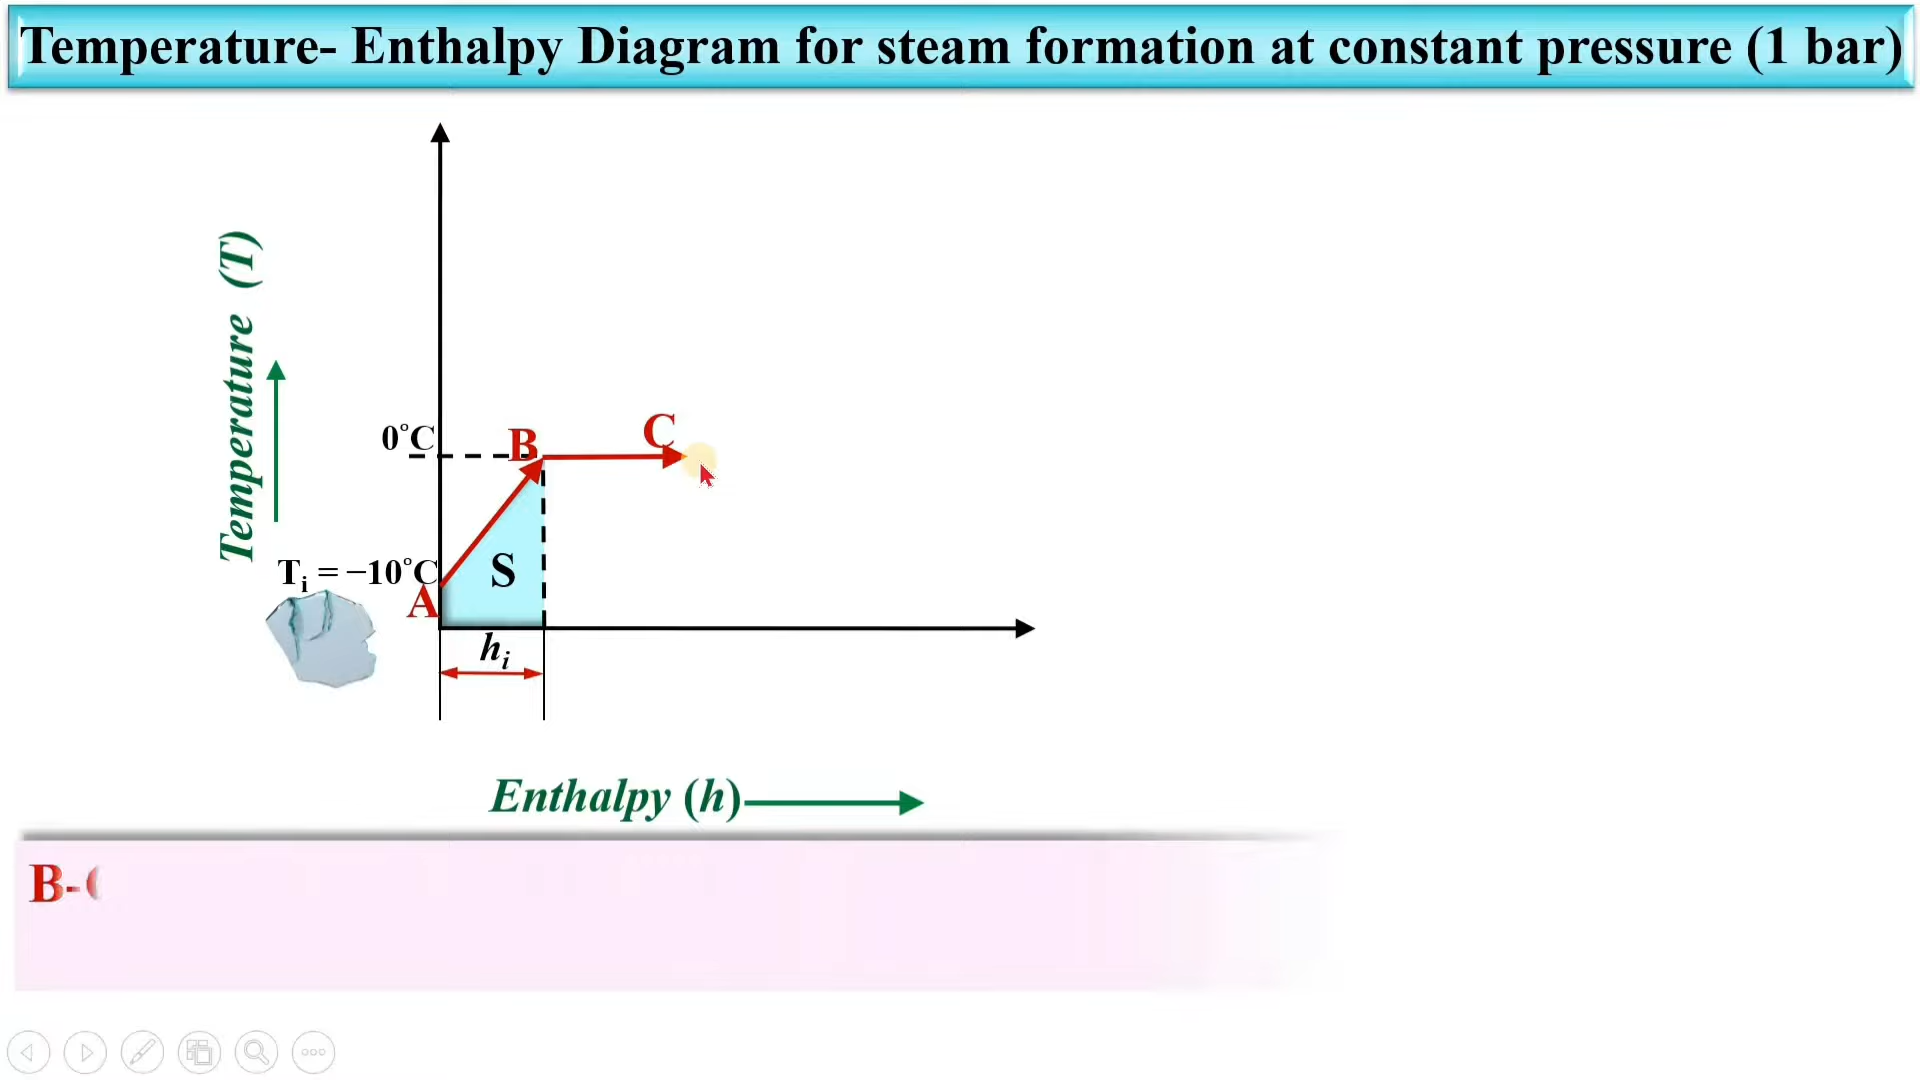 Temperature- Enthalpy Diagram for steam formation at constant pressure (1 bar)
Temperature (T)
0°C
B
C
Tᵢ = −10°C
A
S
hᵢ
Enthalpy (h)
B-